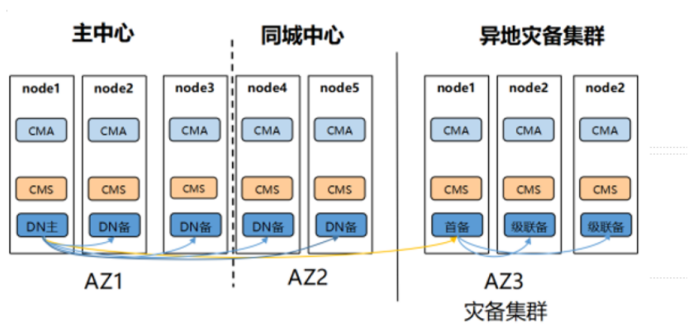 主中心
同城中心
异地灾备集群
node1
node2
node3
node4
node5
node1
node2
node2
CMA
CMA
CMA
CMA
CMA
CMA
CMA
CMA
CMS
CMS
CMS
CMS
CMS
CMS
CMS
CMS
DN主
DN备
DN备
DN备
DN备
首备
级联备
级联备
AZ1
AZ2
AZ3
灾备集群